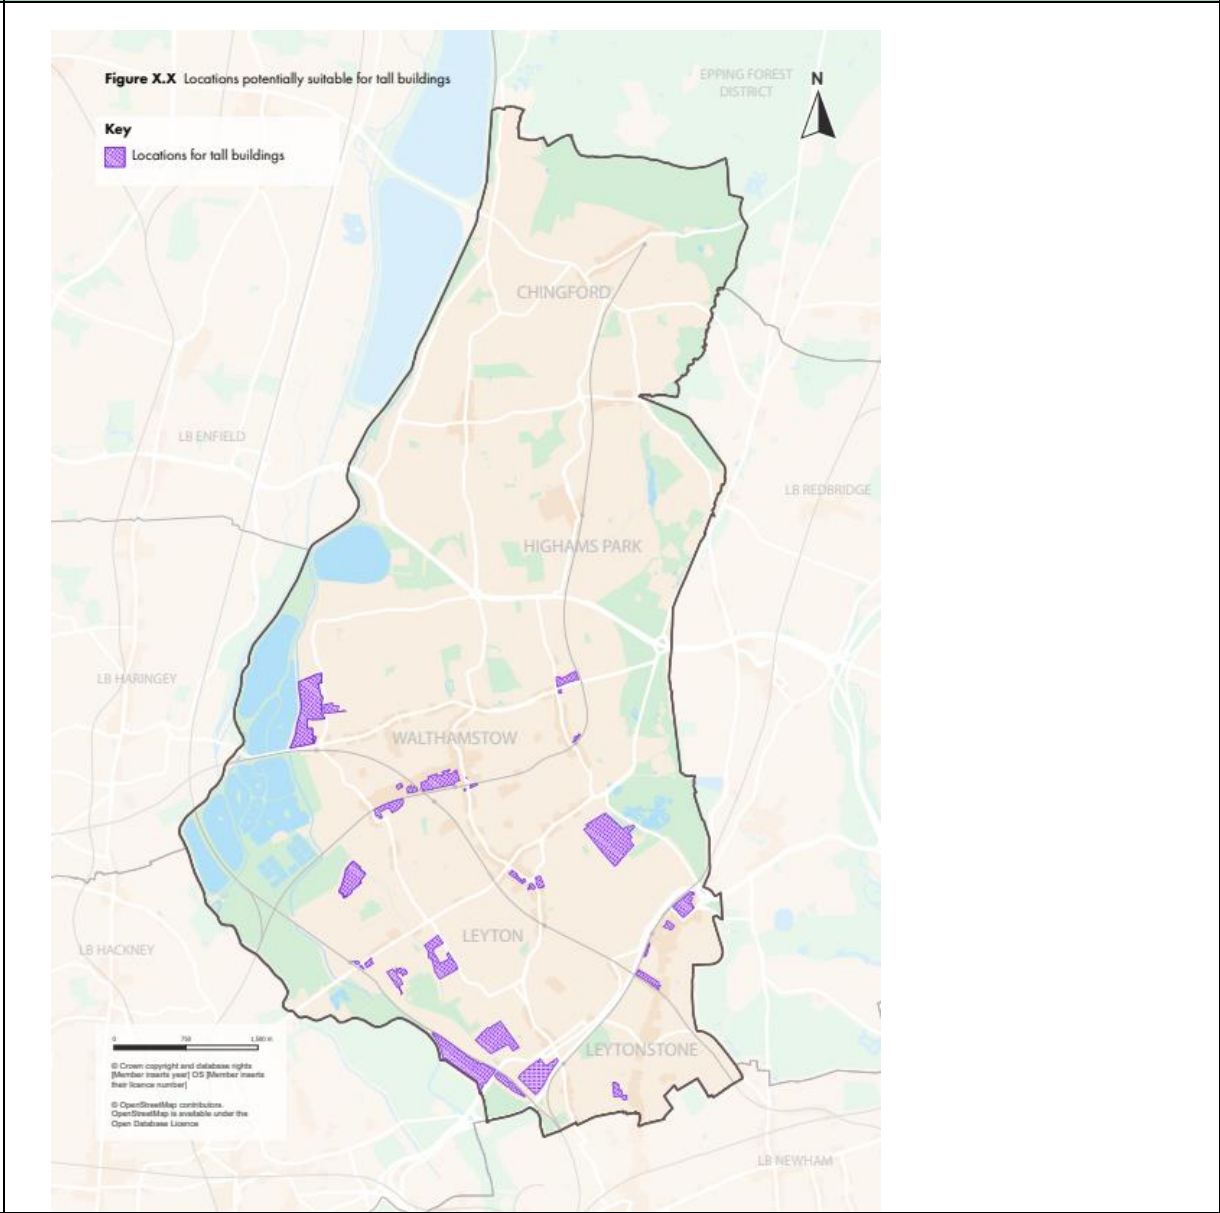 Figure X.X Locations potentially suitable for tall buildings
EPPING FOREST
DISTRICT
N
Key
Locations for tall buildings
CHINGFORD
LB ENFIELD
LB REDBRIDGE
HIGHAMS PARK
LB HARINGEY
WALTHAMSTOW
LEYTON
LB HACKNEY
0 750 1,500 m
LEYTONSTONE
© Crown copyright and database rights
[Member inserts year] OS [Member inserts
their licence number]
© OpenStreetMap contributors.
OpenStreetMap is available under the
Open Database Licence
LB NEWHAM